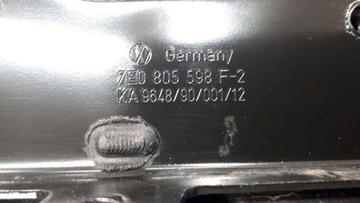 Germany
7E0 805 598 F-2
KA 9648/90/001/12